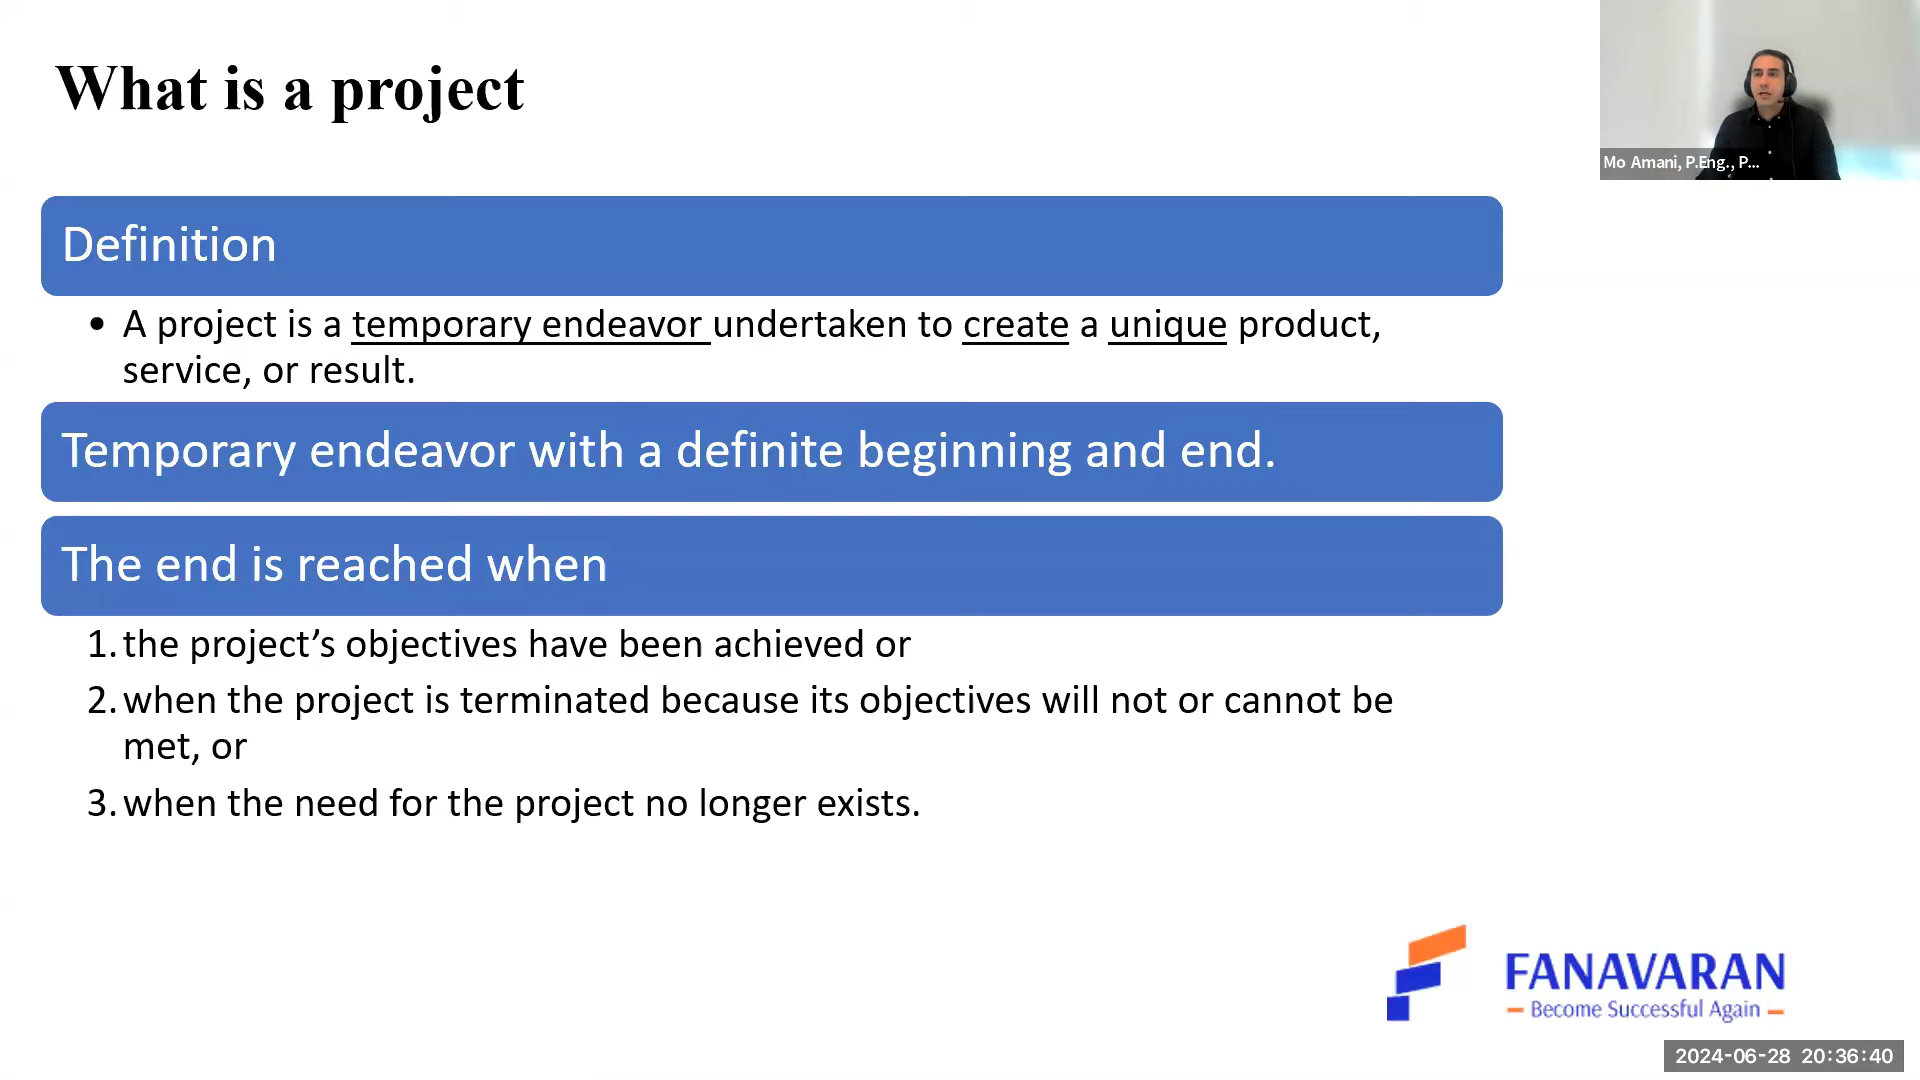 What is a project
Mo Amani, P.Eng., P...
Definition
• A project is a temporary endeavor undertaken to create a unique product,
service, or result.
Temporary endeavor with a definite beginning and end.
The end is reached when
1. the project’s objectives have been achieved or
2. when the project is terminated because its objectives will not or cannot be
met, or
3. when the need for the project no longer exists.
FANAVARAN
Become Successful Again
2024-06-28 20:36:40